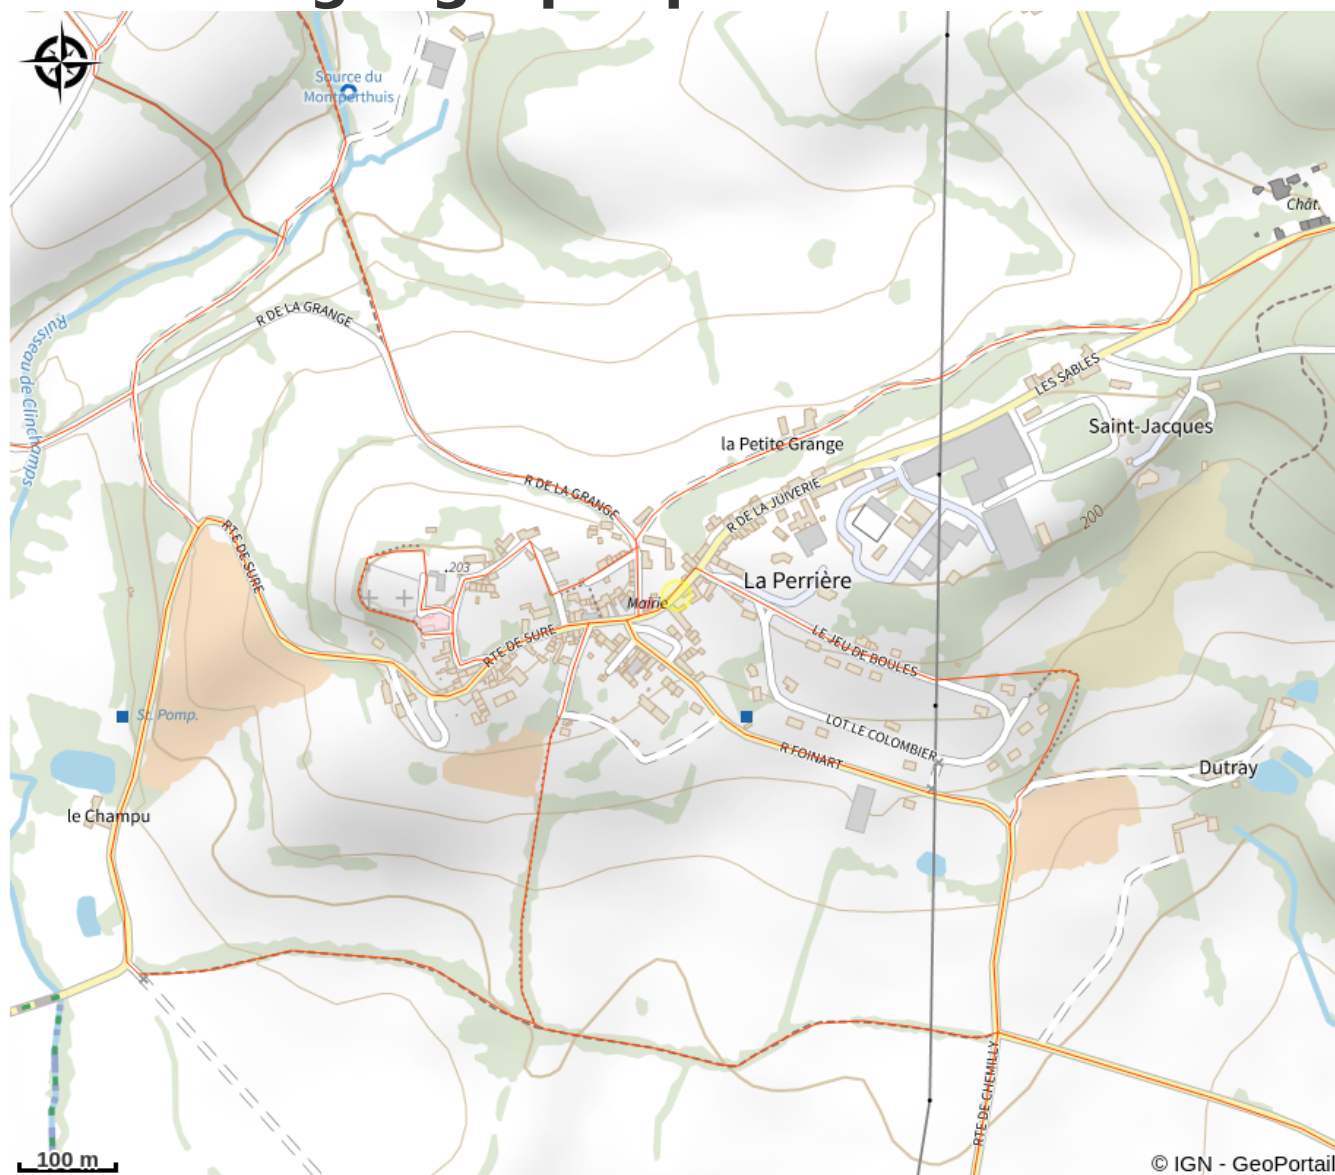 Source du
Montperthuis
Chât.
Ruisseau de Clinchamps
R DE LA GRANGE
LES SABLES
Saint-Jacques
la Petite Grange
R DE LA GRANGE
R DE LA JUIVERIE
200
RTE DE SURE
.203
La Perrière
Mairie
RTE DE SURE
LE JEU DE BOULES
St. Pomp.
LOT LE COLOMBIER
R FOINART
Dutray
le Champu
RTE DE CHEMILLY
100 m
© IGN - GeoPortail